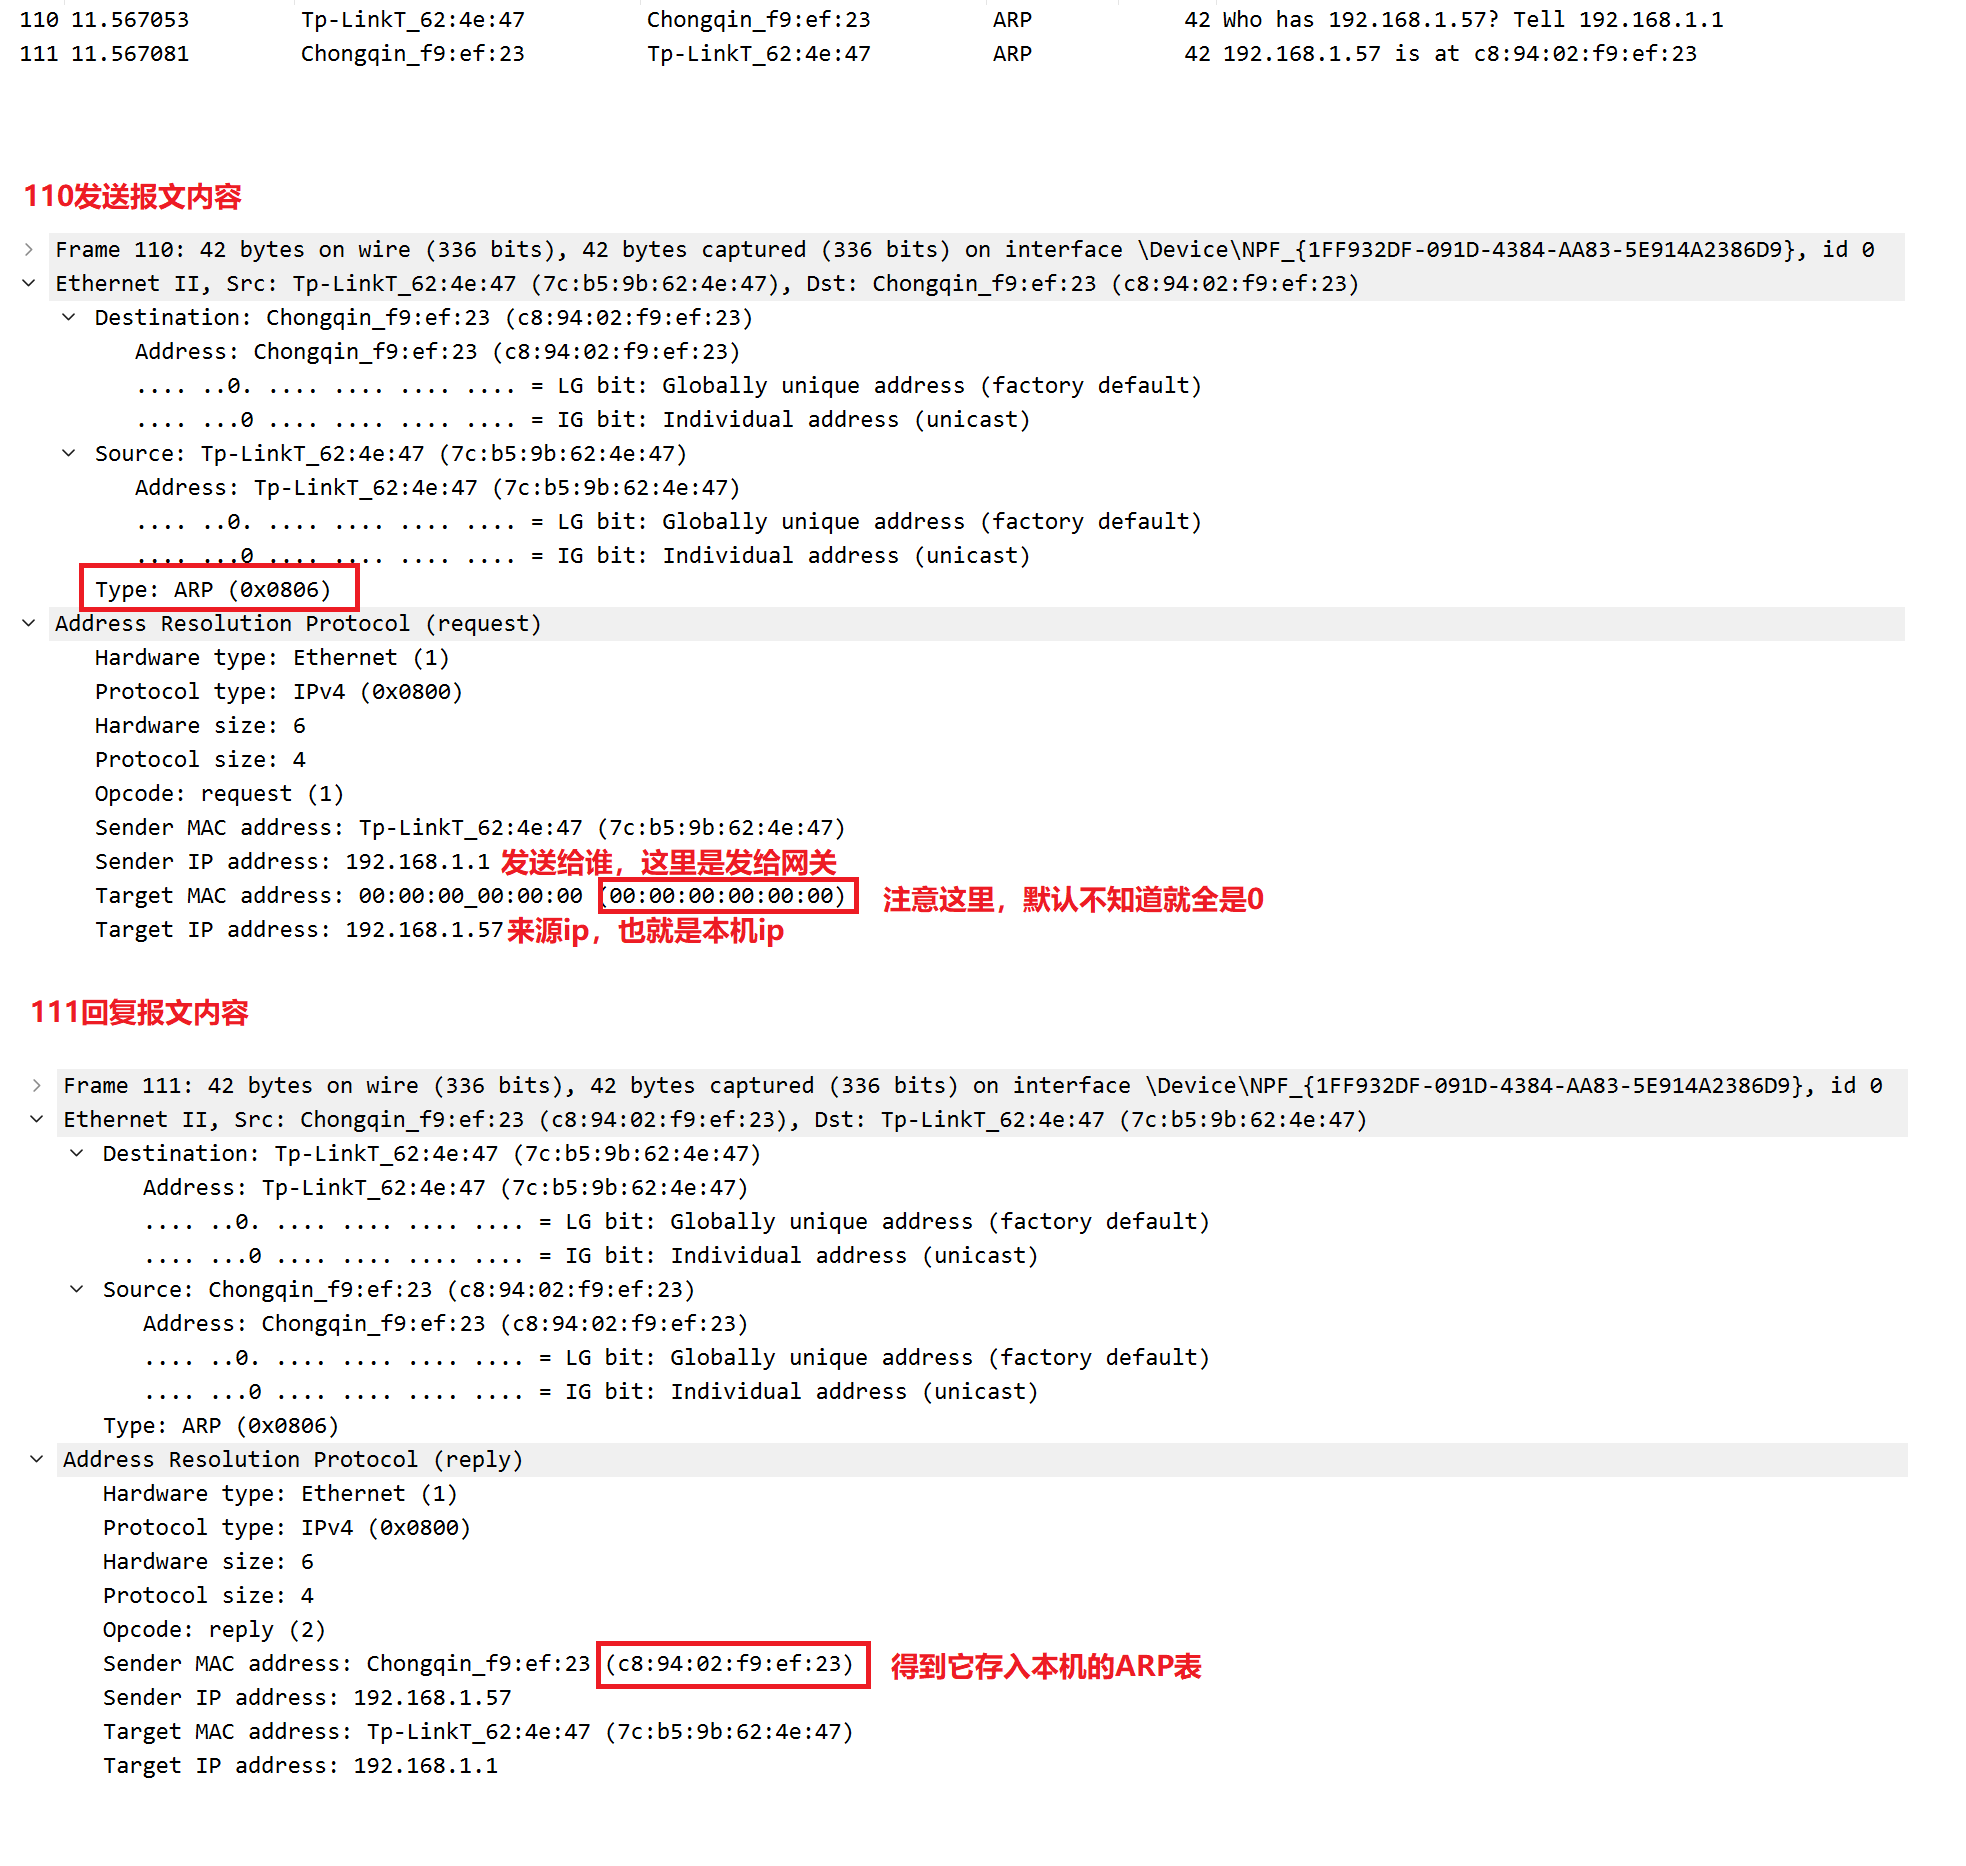 110 11.567053 Tp-LinkT_62:4e:47 Chongqin_f9:ef:23 ARP 42 Who has 192.168.1.57? Tell 192.168.1.1
111 11.567081 Chongqin_f9:ef:23 Tp-LinkT_62:4e:47 ARP 42 192.168.1.57 is at c8:94:02:f9:ef:23
110发送报文内容
Frame 110: 42 bytes on wire (336 bits), 42 bytes captured (336 bits) on interface \Device\NPF_{1FF932DF-091D-4384-AA83-5E914A2386D9}, id 0
Ethernet II, Src: Tp-LinkT_62:4e:47 (7c:b5:9b:62:4e:47), Dst: Chongqin_f9:ef:23 (c8:94:02:f9:ef:23)
Destination: Chongqin_f9:ef:23 (c8:94:02:f9:ef:23)
Address: Chongqin_f9:ef:23 (c8:94:02:f9:ef:23)
.... ..0. .... .... .... .... = LG bit: Globally unique address (factory default)
.... ...0 .... .... .... .... = IG bit: Individual address (unicast)
Source: Tp-LinkT_62:4e:47 (7c:b5:9b:62:4e:47)
Address: Tp-LinkT_62:4e:47 (7c:b5:9b:62:4e:47)
.... ..0. .... .... .... .... = LG bit: Globally unique address (factory default)
.... ...0 .... .... .... .... = IG bit: Individual address (unicast)
Type: ARP (0x0806)
Address Resolution Protocol (request)
Hardware type: Ethernet (1)
Protocol type: IPv4 (0x0800)
Hardware size: 6
Protocol size: 4
Opcode: request (1)
Sender MAC address: Tp-LinkT_62:4e:47 (7c:b5:9b:62:4e:47)
Sender IP address: 192.168.1.1 发送给谁，这里是发给网关
Target MAC address: 00:00:00_00:00:00 (00:00:00:00:00:00) 注意这里，默认不知道就全是0
Target IP address: 192.168.1.57 来源ip，也就是本机ip
111回复报文内容
Frame 111: 42 bytes on wire (336 bits), 42 bytes captured (336 bits) on interface \Device\NPF_{1FF932DF-091D-4384-AA83-5E914A2386D9}, id 0
Ethernet II, Src: Chongqin_f9:ef:23 (c8:94:02:f9:ef:23), Dst: Tp-LinkT_62:4e:47 (7c:b5:9b:62:4e:47)
Destination: Tp-LinkT_62:4e:47 (7c:b5:9b:62:4e:47)
Address: Tp-LinkT_62:4e:47 (7c:b5:9b:62:4e:47)
.... ..0. .... .... .... .... = LG bit: Globally unique address (factory default)
.... ...0 .... .... .... .... = IG bit: Individual address (unicast)
Source: Chongqin_f9:ef:23 (c8:94:02:f9:ef:23)
Address: Chongqin_f9:ef:23 (c8:94:02:f9:ef:23)
.... ..0. .... .... .... .... = LG bit: Globally unique address (factory default)
.... ...0 .... .... .... .... = IG bit: Individual address (unicast)
Type: ARP (0x0806)
Address Resolution Protocol (reply)
Hardware type: Ethernet (1)
Protocol type: IPv4 (0x0800)
Hardware size: 6
Protocol size: 4
Opcode: reply (2)
Sender MAC address: Chongqin_f9:ef:23 (c8:94:02:f9:ef:23) 得到它存入本机的ARP表
Sender IP address: 192.168.1.57
Target MAC address: Tp-LinkT_62:4e:47 (7c:b5:9b:62:4e:47)
Target IP address: 192.168.1.1